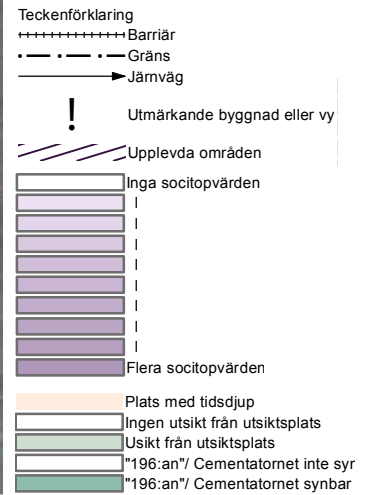 Teckenförklaring
Barriär
Gräns
Järnväg
! Utmärkande byggnad eller vy
Upplevda områden
Inga socitopvärden
I
I
I
I
I
I
I
I
Flera socitopvärden
Plats med tidsdjup
Ingen utsikt från utsiktsplats
Usikt från utsiktsplats
"196:an"/ Cementatornet inte syr
"196:an"/ Cementatornet synbar